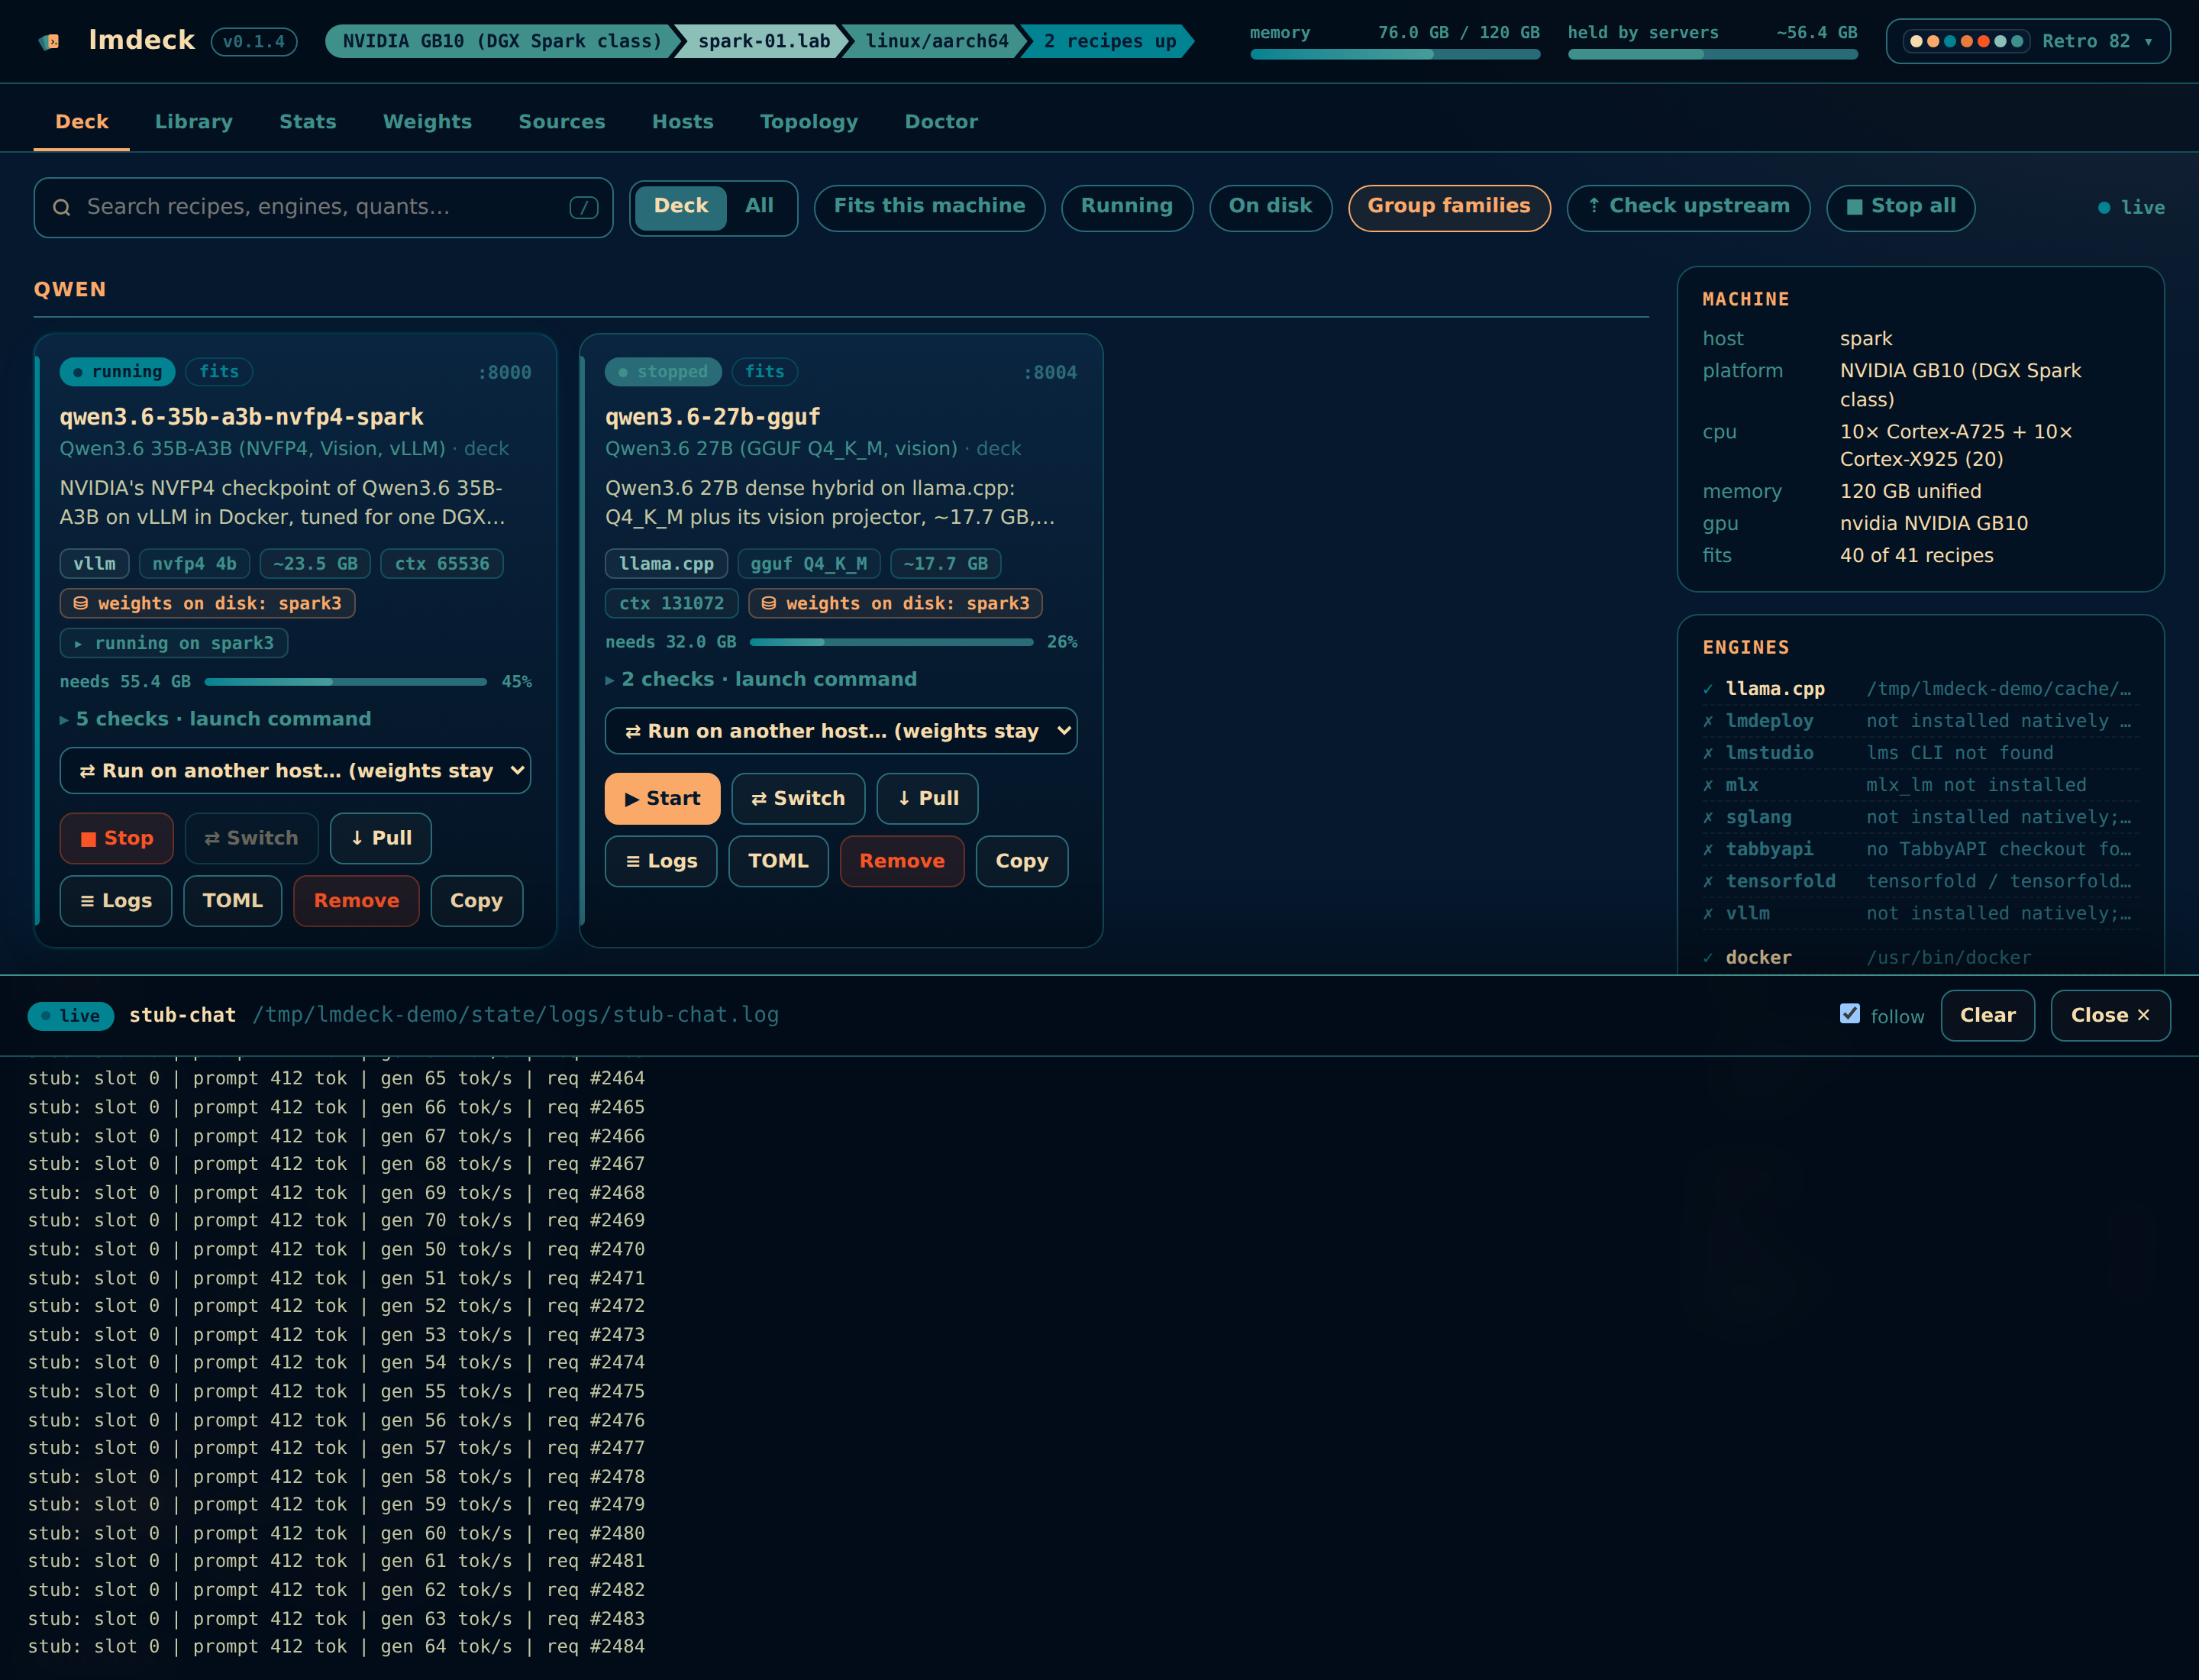 lmdeck v0.1.4 NVIDIA GB10 (DGX Spark class) spark-01.lab linux/aarch64 2 recipes up
memory 76.0 GB / 120 GB held by servers ~56.4 GB Retro 82 ▾
Deck Library Stats Weights Sources Hosts Topology Doctor
Search recipes, engines, quants… / Deck All Fits this machine Running On disk Group families ⇡ Check upstream ■ Stop all ● live
QWEN
● running fits :8000
qwen3.6-35b-a3b-nvfp4-spark
Qwen3.6 35B-A3B (NVFP4, Vision, vLLM) · deck
NVIDIA's NVFP4 checkpoint of Qwen3.6 35B-
A3B on vLLM in Docker, tuned for one DGX…
vllm nvfp4 4b ~23.5 GB ctx 65536
weights on disk: spark3
▸ running on spark3
needs 55.4 GB 45%
▸ 5 checks · launch command
⇄ Run on another host… (weights stay
■ Stop ⇄ Switch ↓ Pull
≡ Logs TOML Remove Copy
● stopped fits :8004
qwen3.6-27b-gguf
Qwen3.6 27B (GGUF Q4_K_M, vision) · deck
Qwen3.6 27B dense hybrid on llama.cpp:
Q4_K_M plus its vision projector, ~17.7 GB,…
llama.cpp gguf Q4_K_M ~17.7 GB
ctx 131072 weights on disk: spark3
needs 32.0 GB 26%
▸ 2 checks · launch command
⇄ Run on another host… (weights stay
▶ Start ⇄ Switch ↓ Pull
≡ Logs TOML Remove Copy
MACHINE
host spark
platform NVIDIA GB10 (DGX Spark
class)
cpu 10× Cortex-A725 + 10×
Cortex-X925 (20)
memory 120 GB unified
gpu nvidia NVIDIA GB10
fits 40 of 41 recipes
ENGINES
✓ llama.cpp /tmp/lmdeck-demo/cache/…
✗ lmdeploy not installed natively …
✗ lmstudio lms CLI not found
✗ mlx mlx_lm not installed
✗ sglang not installed natively;…
✗ tabbyapi no TabbyAPI checkout fo…
✗ tensorfold tensorfold / tensorfold…
✗ vllm not installed natively;…
✓ docker /usr/bin/docker
● live stub-chat /tmp/lmdeck-demo/state/logs/stub-chat.log follow Clear Close ✕
stub: slot 0 | prompt 412 tok | gen 65 tok/s | req #2464
stub: slot 0 | prompt 412 tok | gen 66 tok/s | req #2465
stub: slot 0 | prompt 412 tok | gen 67 tok/s | req #2466
stub: slot 0 | prompt 412 tok | gen 68 tok/s | req #2467
stub: slot 0 | prompt 412 tok | gen 69 tok/s | req #2468
stub: slot 0 | prompt 412 tok | gen 70 tok/s | req #2469
stub: slot 0 | prompt 412 tok | gen 50 tok/s | req #2470
stub: slot 0 | prompt 412 tok | gen 51 tok/s | req #2471
stub: slot 0 | prompt 412 tok | gen 52 tok/s | req #2472
stub: slot 0 | prompt 412 tok | gen 53 tok/s | req #2473
stub: slot 0 | prompt 412 tok | gen 54 tok/s | req #2474
stub: slot 0 | prompt 412 tok | gen 55 tok/s | req #2475
stub: slot 0 | prompt 412 tok | gen 56 tok/s | req #2476
stub: slot 0 | prompt 412 tok | gen 57 tok/s | req #2477
stub: slot 0 | prompt 412 tok | gen 58 tok/s | req #2478
stub: slot 0 | prompt 412 tok | gen 59 tok/s | req #2479
stub: slot 0 | prompt 412 tok | gen 60 tok/s | req #2480
stub: slot 0 | prompt 412 tok | gen 61 tok/s | req #2481
stub: slot 0 | prompt 412 tok | gen 62 tok/s | req #2482
stub: slot 0 | prompt 412 tok | gen 63 tok/s | req #2483
stub: slot 0 | prompt 412 tok | gen 64 tok/s | req #2484